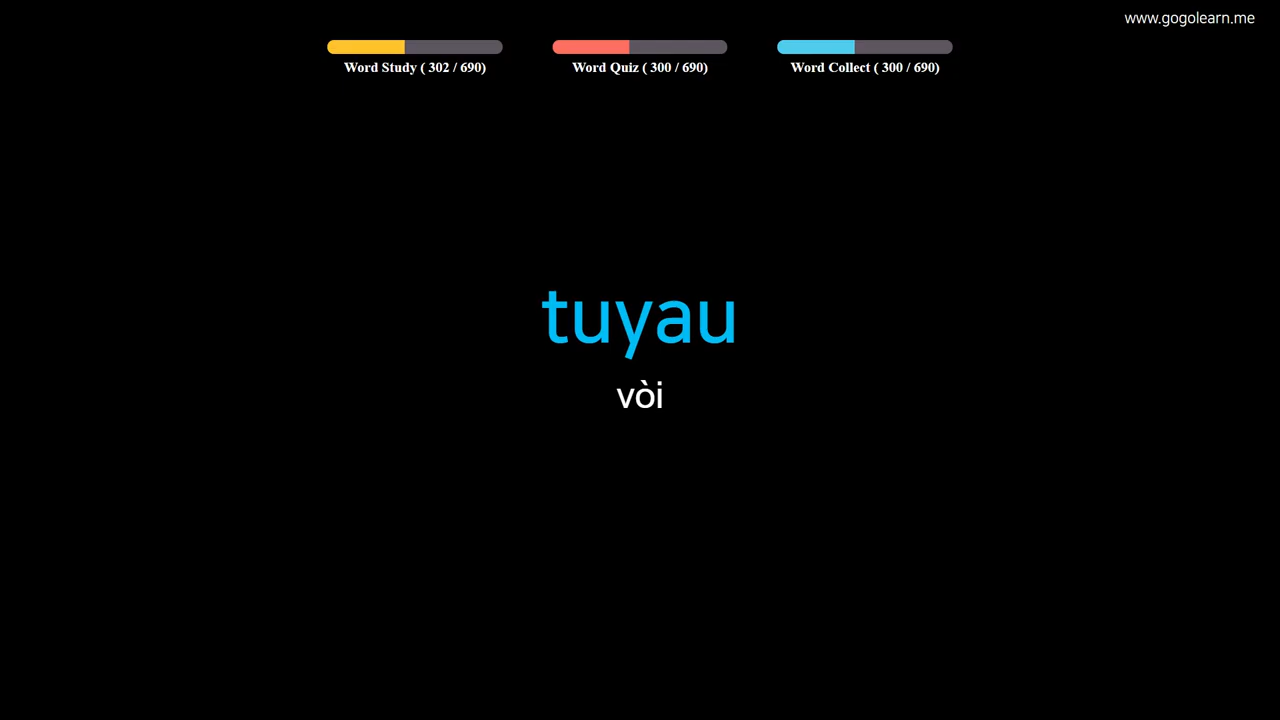 www.gogolearn.me
Word Study ( 302 / 690)
Word Quiz ( 300 / 690)
Word Collect ( 300 / 690)
tuyau
vòi